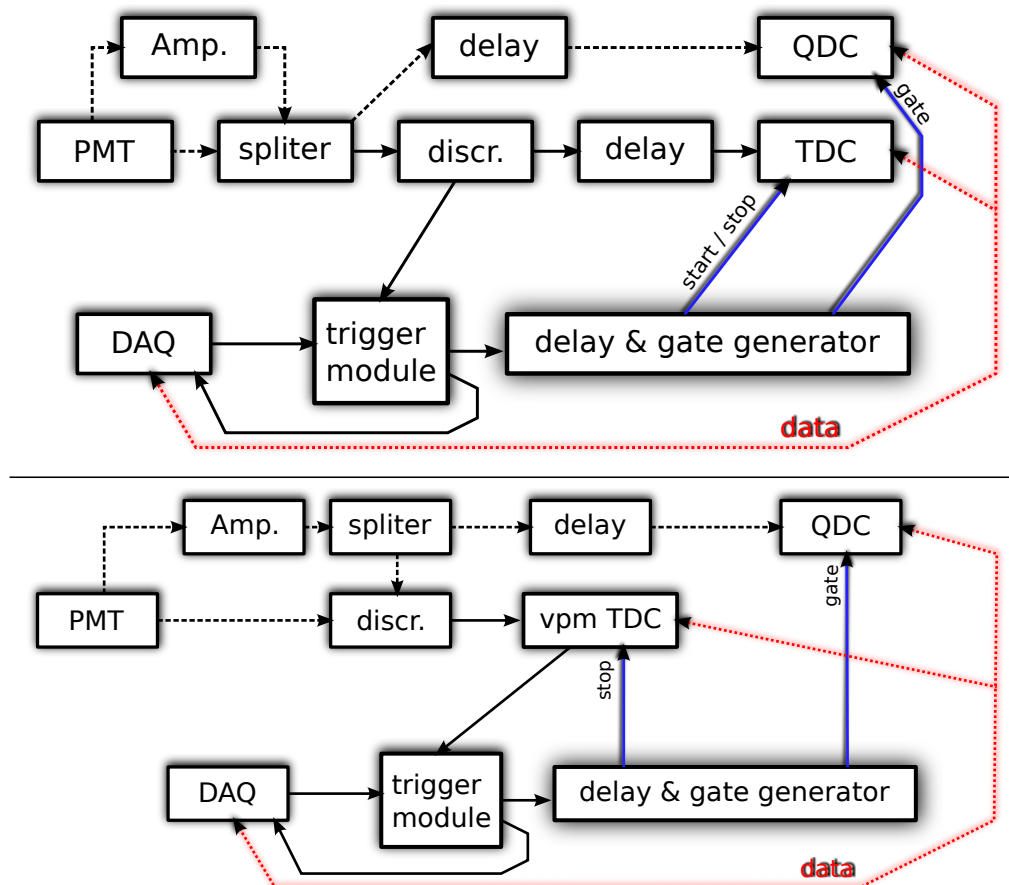 Amp.
delay
QDC
gate
PMT
spliter
discr.
delay
TDC
start / stop
DAQ
trigger
module
delay & gate generator
data
Amp.
spliter
delay
QDC
gate
PMT
discr.
vpm TDC
stop
DAQ
trigger
module
delay & gate generator
data